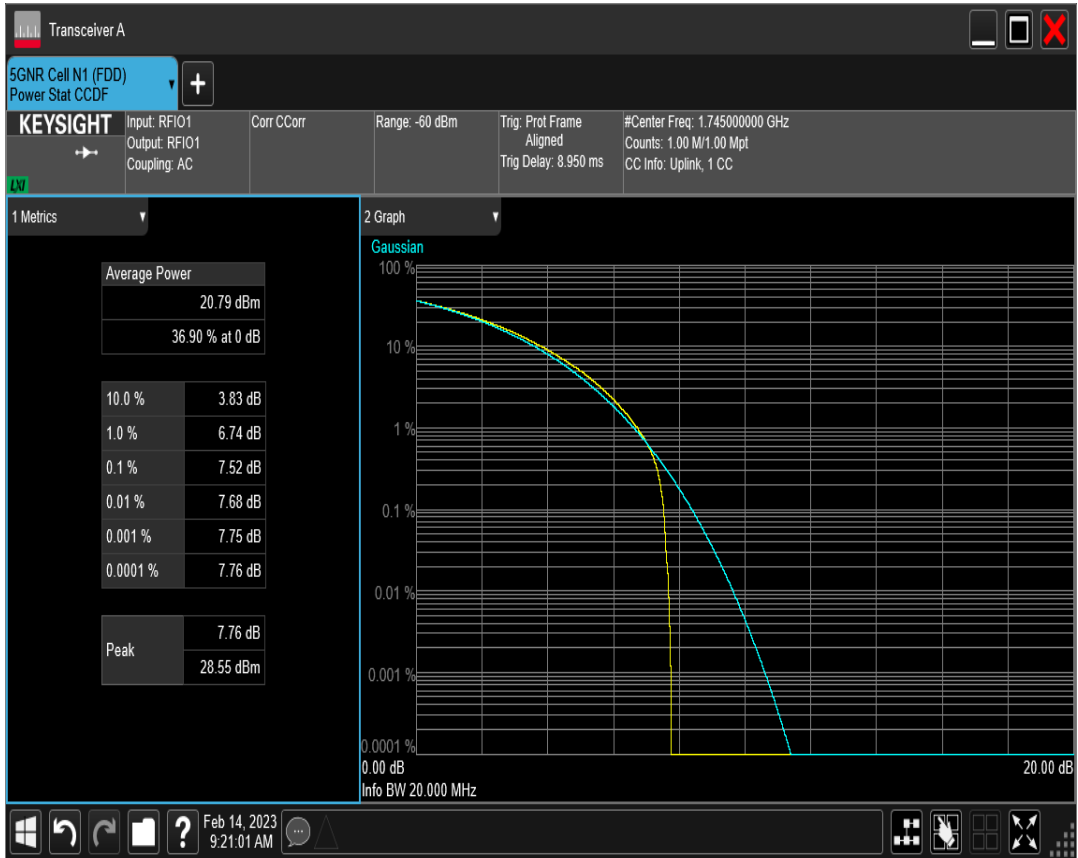 Transceiver A
5GNR Cell N1 (FDD)
Power Stat CCDF
+
KEYSIGHT
LXI
Input: RFIO1
Output: RFIO1
Coupling: AC
Corr CCorr
Range: -60 dBm
Trig: Prot Frame
Aligned
Trig Delay: 8.950 ms
#Center Freq: 1.745000000 GHz
Counts: 1.00 M/1.00 Mpt
CC Info: Uplink, 1 CC
1 Metrics
Average Power
20.79 dBm
36.90 % at 0 dB
10.0 % 3.83 dB
1.0 % 6.74 dB
0.1 % 7.52 dB
0.01 % 7.68 dB
0.001 % 7.75 dB
0.0001 % 7.76 dB
Peak
7.76 dB
28.55 dBm
2 Graph
Gaussian
100 %
10 %
1 %
0.1 %
0.01 %
0.001 %
0.0001 %
0.00 dB 20.00 dB
Info BW 20.000 MHz
?
Feb 14, 2023
9:21:01 AM